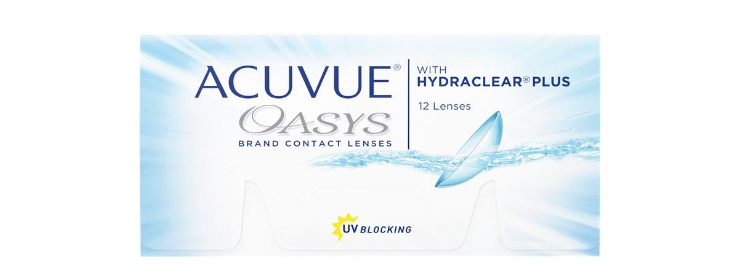 ACUVUE®
OASYS
BRAND CONTACT LENSES
WITH
HYDRACLEAR® PLUS
12 Lenses
UV BLOCKING